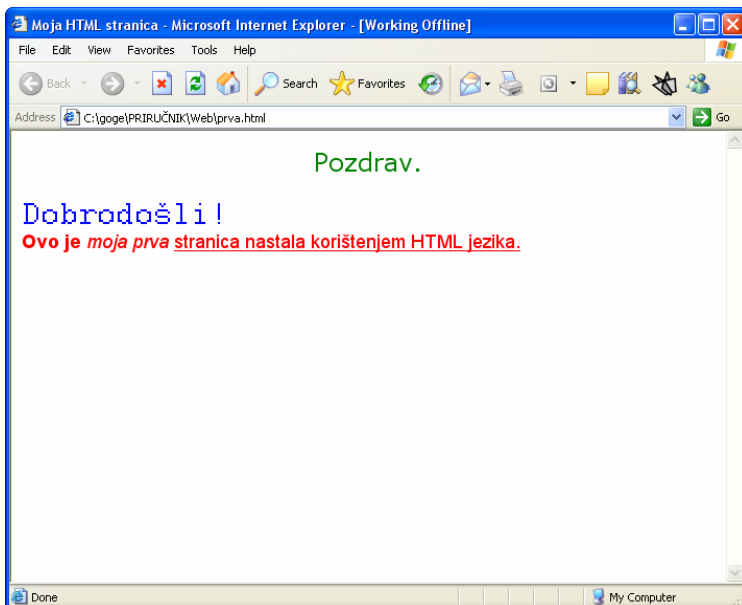 Moja HTML stranica - Microsoft Internet Explorer - [Working Offline]
File Edit View Favorites Tools Help
Back Search Favorites
Address C:\goge\PRIRUČNIK\Web\prva.html Go
Pozdrav.
Dobrodošli!
Ovo je moja prva stranica nastala korištenjem HTML jezika.
Done My Computer